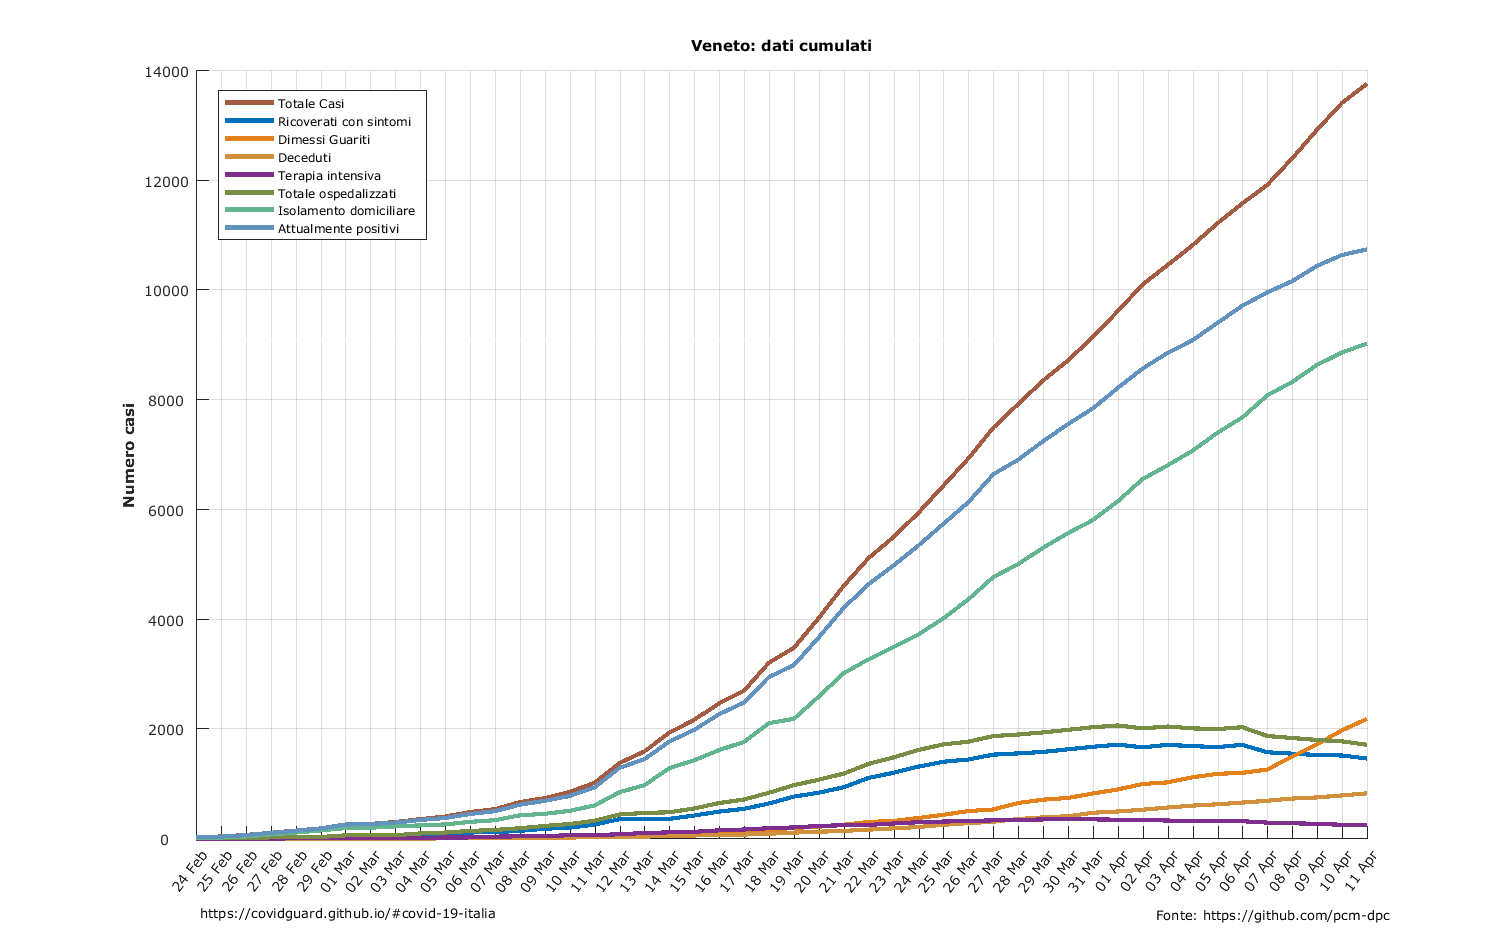 Veneto: dati cumulati
14000
12000
10000
8000
6000
4000
2000
0
Numero casi
Totale Casi
Ricoverati con sintomi
Dimessi Guariti
Deceduti
Terapia intensiva
Totale ospedalizzati
Isolamento domiciliare
Attualmente positivi
24 Feb
25 Feb
26 Feb
27 Feb
28 Feb
29 Feb
01 Mar
02 Mar
03 Mar
04 Mar
05 Mar
06 Mar
07 Mar
08 Mar
09 Mar
10 Mar
11 Mar
12 Mar
13 Mar
14 Mar
15 Mar
16 Mar
17 Mar
18 Mar
19 Mar
20 Mar
21 Mar
22 Mar
23 Mar
24 Mar
25 Mar
26 Mar
27 Mar
28 Mar
29 Mar
30 Mar
31 Mar
01 Apr
02 Apr
03 Apr
04 Apr
05 Apr
06 Apr
07 Apr
08 Apr
09 Apr
10 Apr
11 Apr
https://covidguard.github.io/#covid-19-italia
Fonte: https://github.com/pcm-dpc